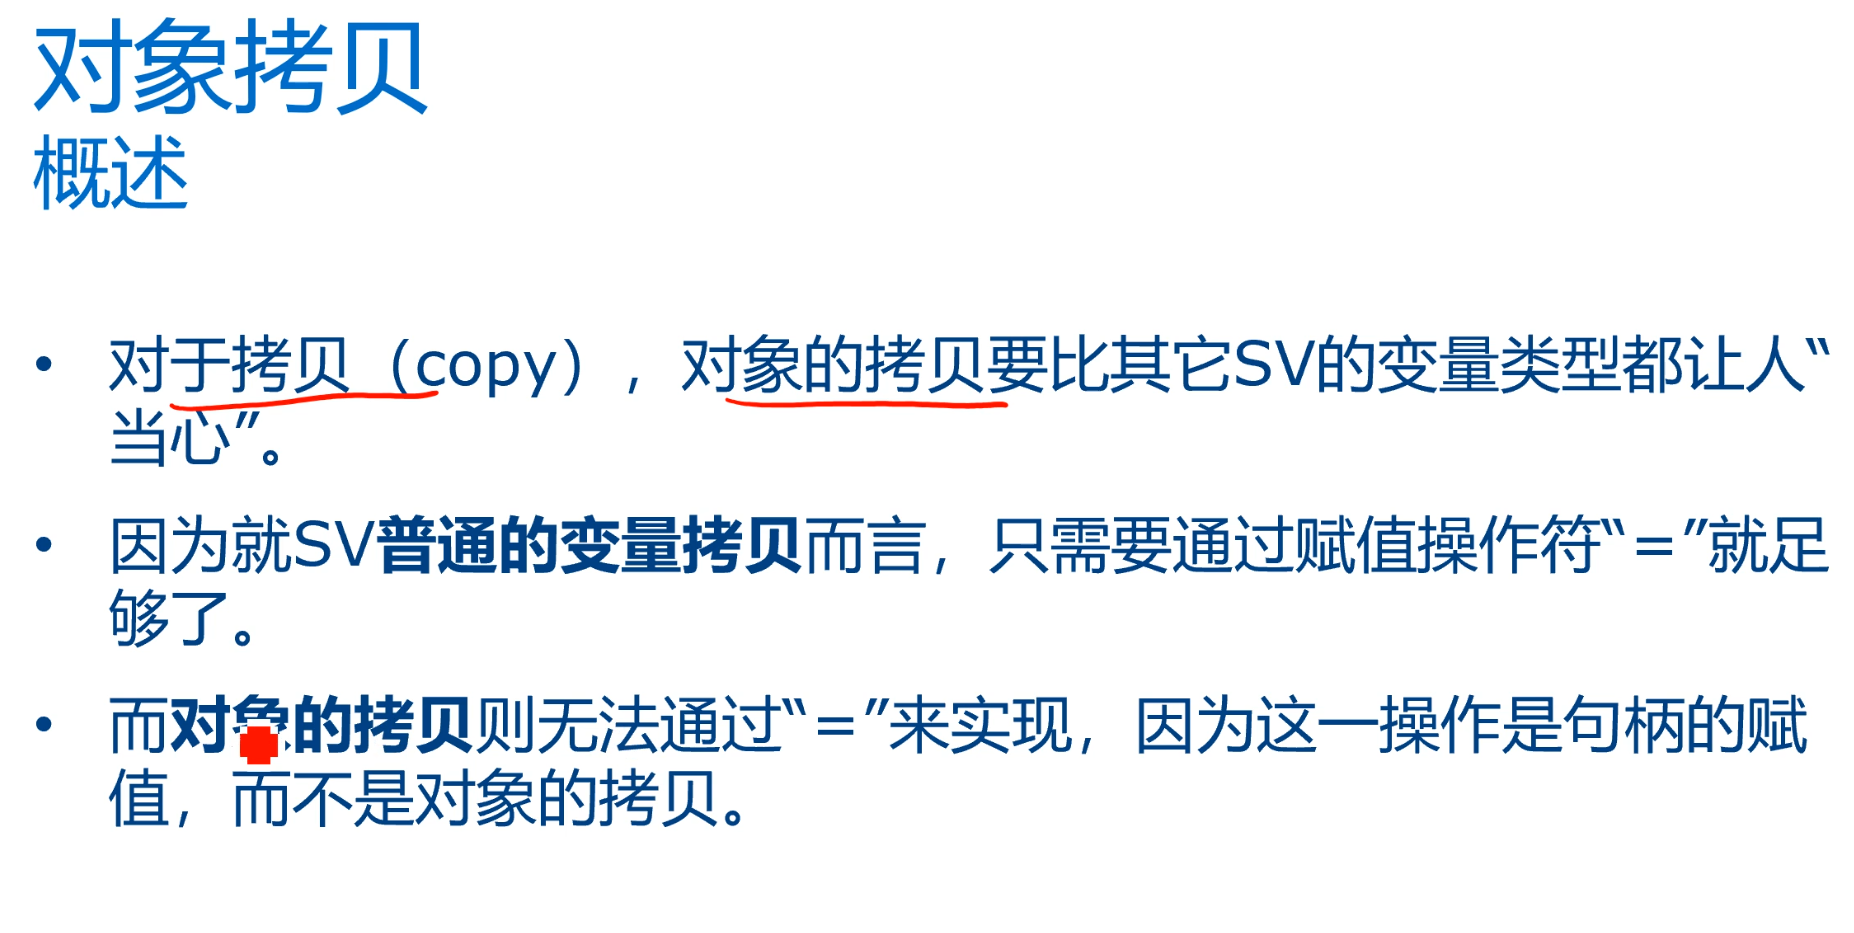 对象拷贝
概述
• 对于拷贝（copy），对象的拷贝要比其它SV的变量类型都让人“
当心”。
• 因为就SV普通的变量拷贝而言，只需要通过赋值操作符“=”就足
够了。
• 而对象的拷贝则无法通过“=”来实现，因为这一操作是句柄的赋
值，而不是对象的拷贝。